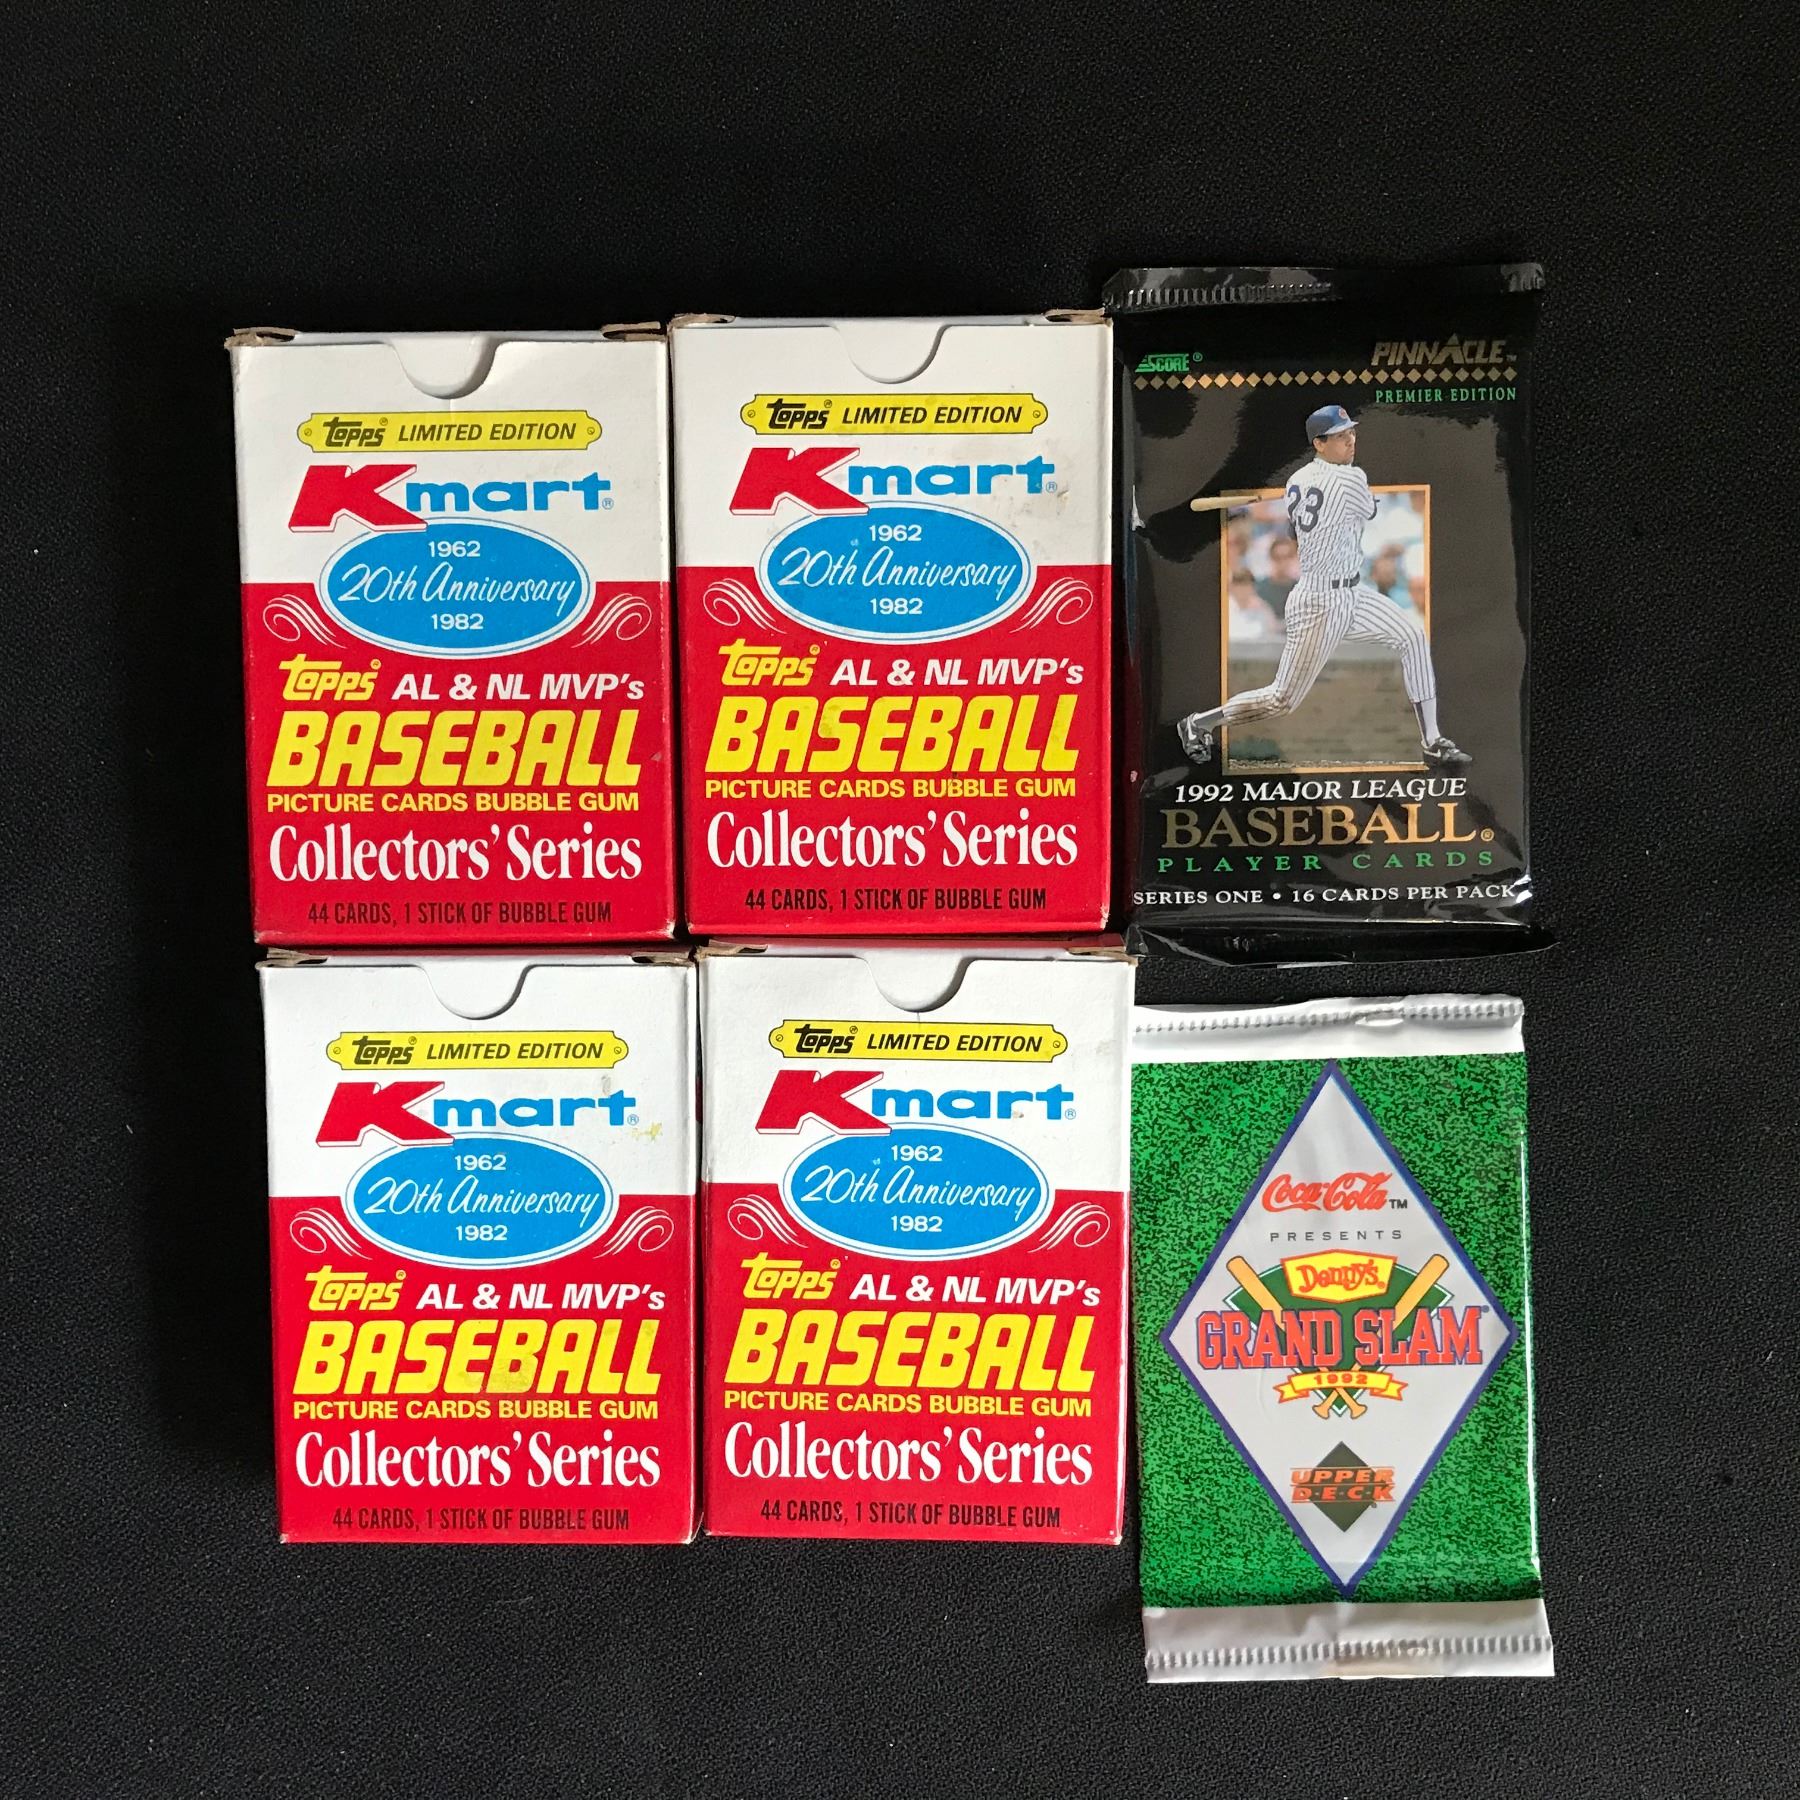 Topps® LIMITED EDITION
Kmart®
1962
20th Anniversary
1982
Topps® AL & NL MVP's
BASEBALL
PICTURE CARDS BUBBLE GUM
Collectors' Series
44 CARDS, 1 STICK OF BUBBLE GUM
Topps® LIMITED EDITION
Kmart®
1962
20th Anniversary
1982
Topps® AL & NL MVP's
BASEBALL
PICTURE CARDS BUBBLE GUM
Collectors' Series
44 CARDS, 1 STICK OF BUBBLE GUM
SCORE® PINNACLE™
PREMIER EDITION
23
1992 MAJOR LEAGUE
BASEBALL®
PLAYER CARDS
SERIES ONE • 16 CARDS PER PACK
Topps® LIMITED EDITION
Kmart®
1962
20th Anniversary
1982
Topps® AL & NL MVP's
BASEBALL
PICTURE CARDS BUBBLE GUM
Collectors' Series
44 CARDS, 1 STICK OF BUBBLE GUM
Topps® LIMITED EDITION
Kmart®
1962
20th Anniversary
1982
Topps® AL & NL MVP's
BASEBALL
PICTURE CARDS BUBBLE GUM
Collectors' Series
44 CARDS, 1 STICK OF BUBBLE GUM
Coca-Cola™
PRESENTS
Denny's®
GRAND SLAM®
1992
UPPER
D·E·C·K